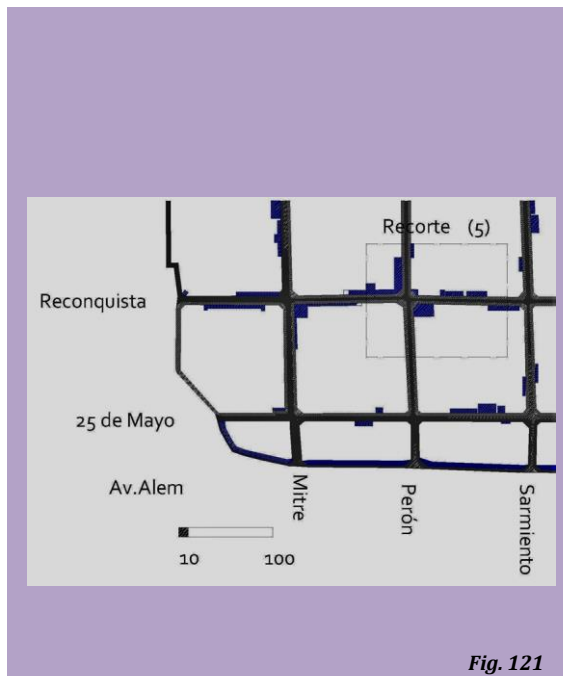 Recorte (5)
Reconquista
25 de Mayo
Av.Alem
Mitre
Perón
Sarmiento
10 100
Fig. 121